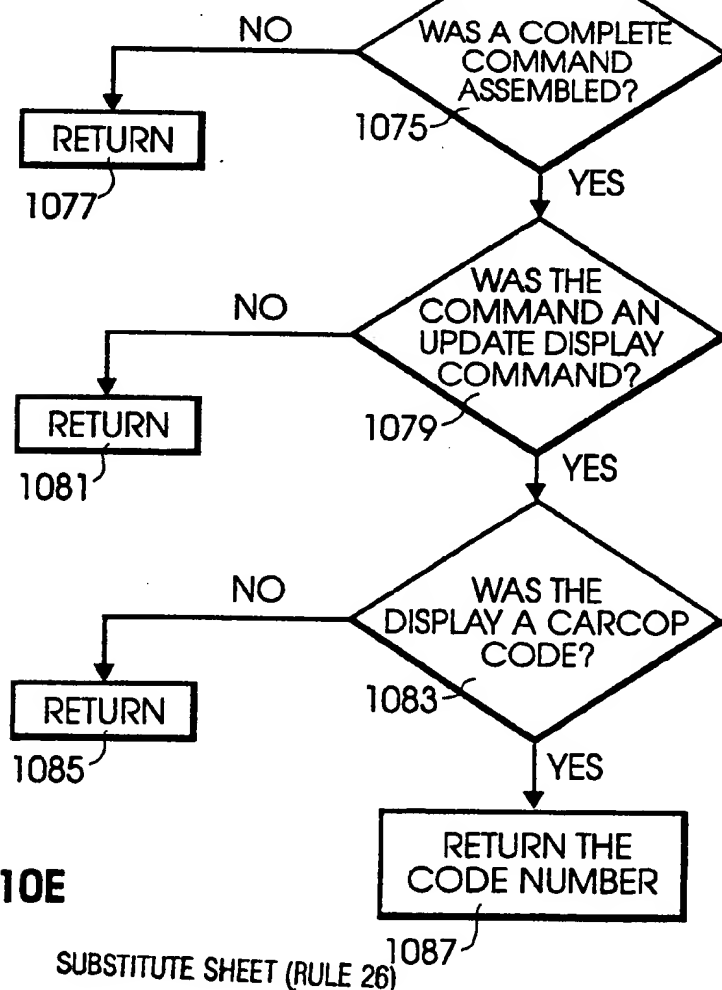 NO
WAS A COMPLETE
COMMAND
ASSEMBLED?
1075
RETURN
1077
YES
NO
WAS THE
COMMAND AN
UPDATE DISPLAY
COMMAND?
1079
RETURN
1081
YES
NO
WAS THE
DISPLAY A CARCOP
CODE?
1083
RETURN
1085
YES
RETURN THE
CODE NUMBER
1087
10E
SUBSTITUTE SHEET (RULE 26)